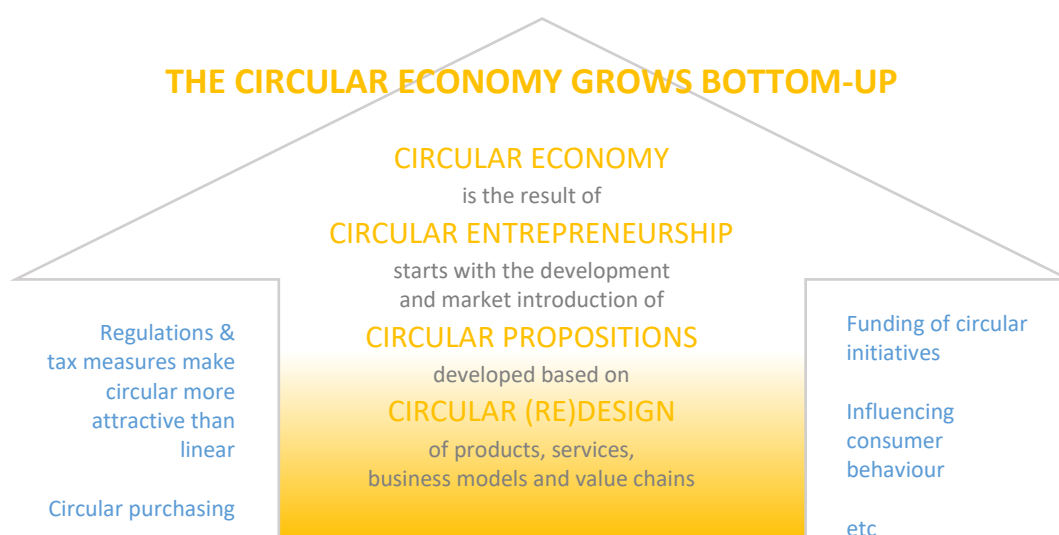 THE CIRCULAR ECONOMY GROWS BOTTOM-UP
CIRCULAR ECONOMY
is the result of
CIRCULAR ENTREPRENEURSHIP
starts with the development
and market introduction of
CIRCULAR PROPOSITIONS
developed based on
CIRCULAR (RE)DESIGN
of products, services,
business models and value chains
Regulations &
tax measures make
circular more
attractive than
linear
Circular purchasing
Funding of circular
initiatives
Influencing
consumer
behaviour
etc